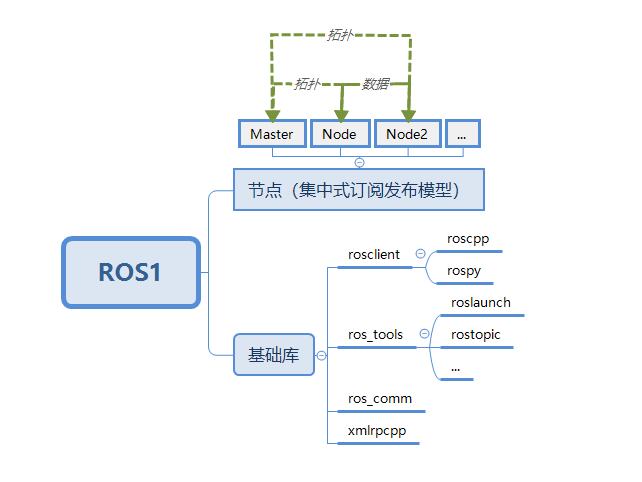 拓扑
拓扑
数据
Master
Node
Node2
...
节点（集中式订阅发布模型）
ROS1
基础库
rosclient
roscpp
rospy
ros_tools
roslaunch
rostopic
...
ros_comm
xmlrpcpp